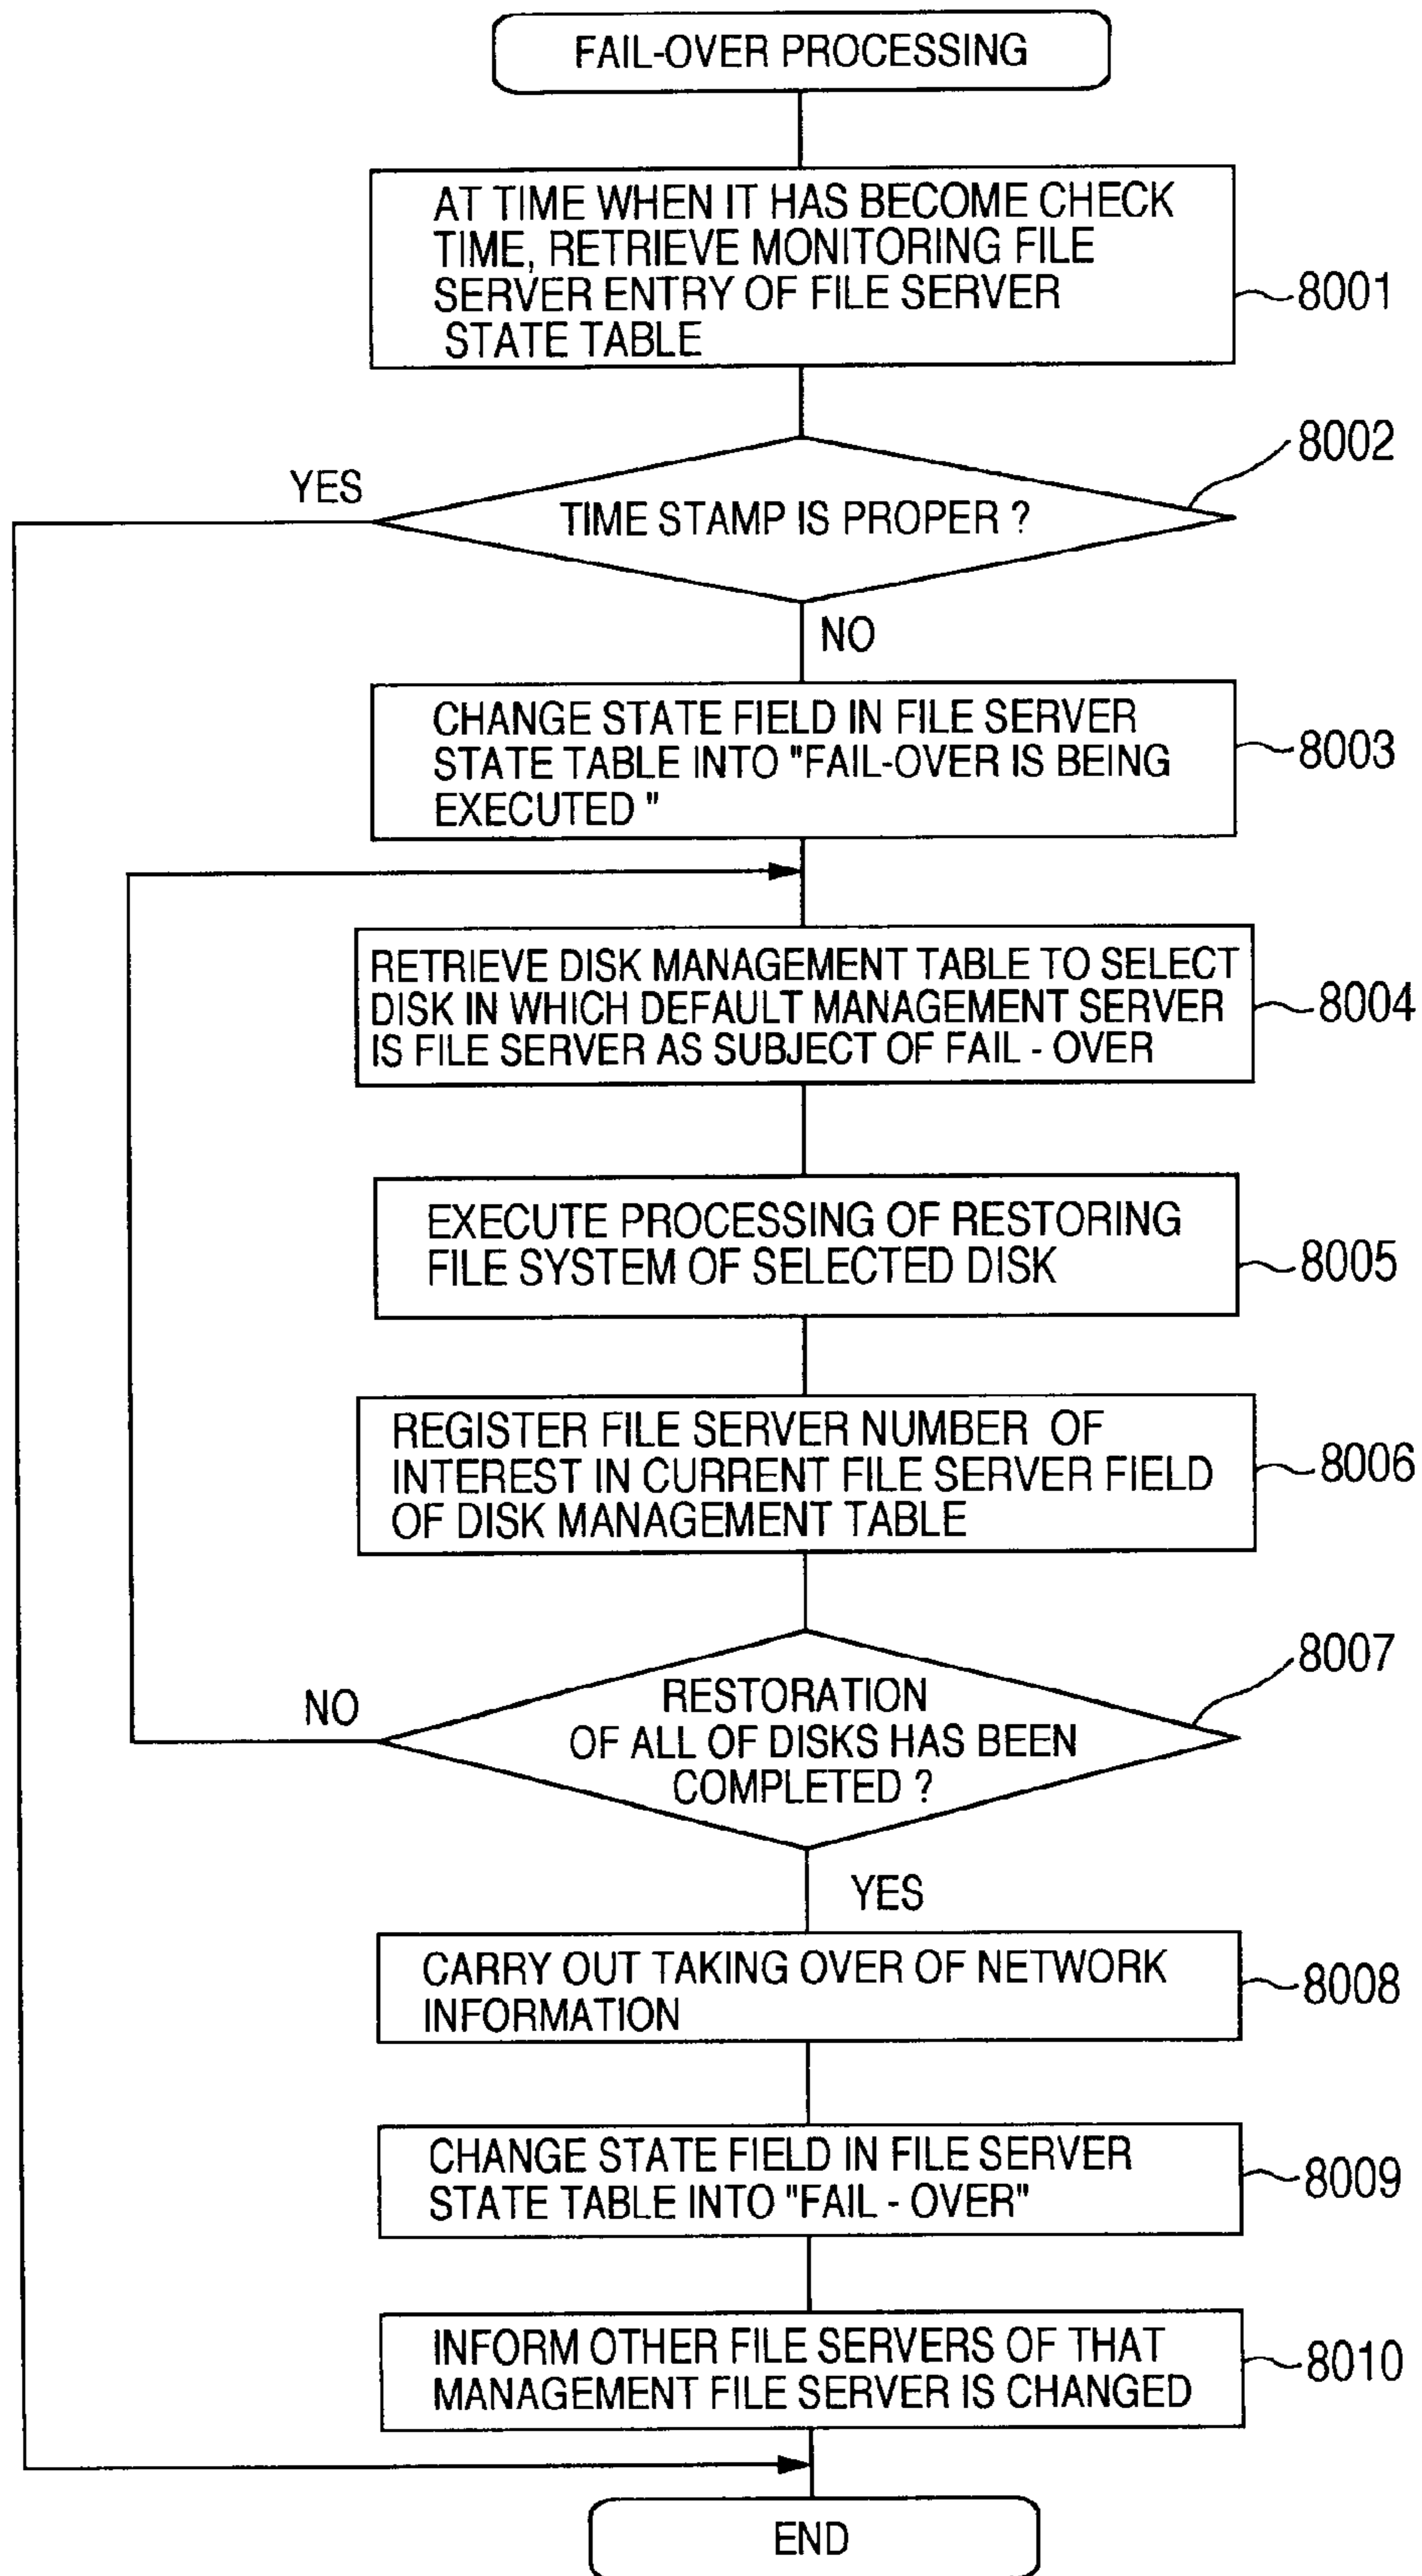 FAIL-OVER PROCESSING
AT TIME WHEN IT HAS BECOME CHECK
TIME, RETRIEVE MONITORING FILE
SERVER ENTRY OF FILE SERVER
STATE TABLE
8001
8002
YES
TIME STAMP IS PROPER ?
NO
CHANGE STATE FIELD IN FILE SERVER
STATE TABLE INTO "FAIL-OVER IS BEING
EXECUTED "
8003
RETRIEVE DISK MANAGEMENT TABLE TO SELECT
DISK IN WHICH DEFAULT MANAGEMENT SERVER
IS FILE SERVER AS SUBJECT OF FAIL - OVER
8004
EXECUTE PROCESSING OF RESTORING
FILE SYSTEM OF SELECTED DISK
8005
REGISTER FILE SERVER NUMBER OF
INTEREST IN CURRENT FILE SERVER FIELD
OF DISK MANAGEMENT TABLE
8006
8007
NO
RESTORATION
OF ALL OF DISKS HAS BEEN
COMPLETED ?
YES
CARRY OUT TAKING OVER OF NETWORK
INFORMATION
8008
CHANGE STATE FIELD IN FILE SERVER
STATE TABLE INTO "FAIL - OVER"
8009
INFORM OTHER FILE SERVERS OF THAT
MANAGEMENT FILE SERVER IS CHANGED
8010
END